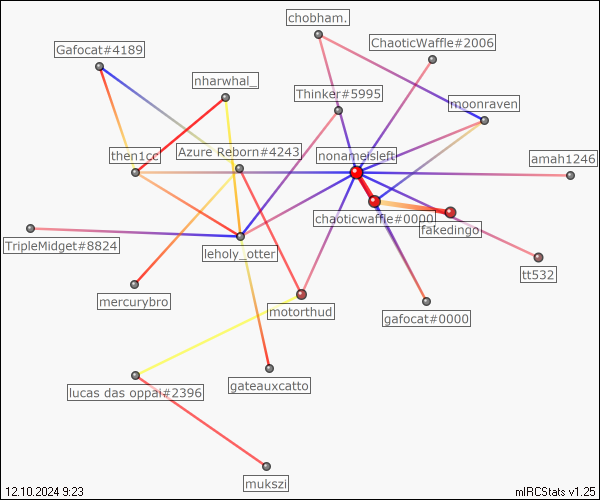 chobham.
Gafocat#4189
ChaoticWaffle#2006
nharwhal_
Thinker#5995
moonraven
then1cc
Azure Reborn#4243
nonameisleft
amah1246
chaoticwaffle#0000
fakedingo
TripleMidget#8824
leholy_otter
tt532
mercurybro
motorthud
gafocat#0000
lucas das oppai#2396
gateauxcatto
mukszi
12.10.2024 9:23
mIRCStats v1.25